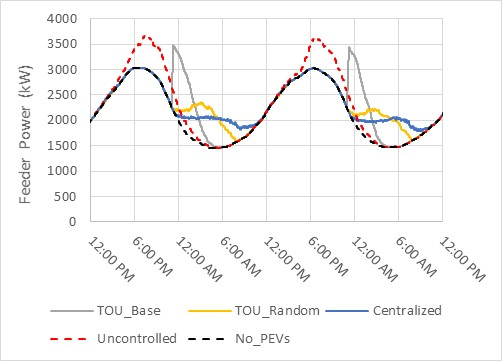 4000
3500
3000
2500
2000
1500
1000
500
0
Feeder Power (kW)
12:00 PM
6:00 PM
12:00 AM
6:00 AM
12:00 PM
6:00 PM
12:00 AM
6:00 AM
12:00 PM
TOU_Base TOU_Random Centralized
Uncontrolled No_PEVs